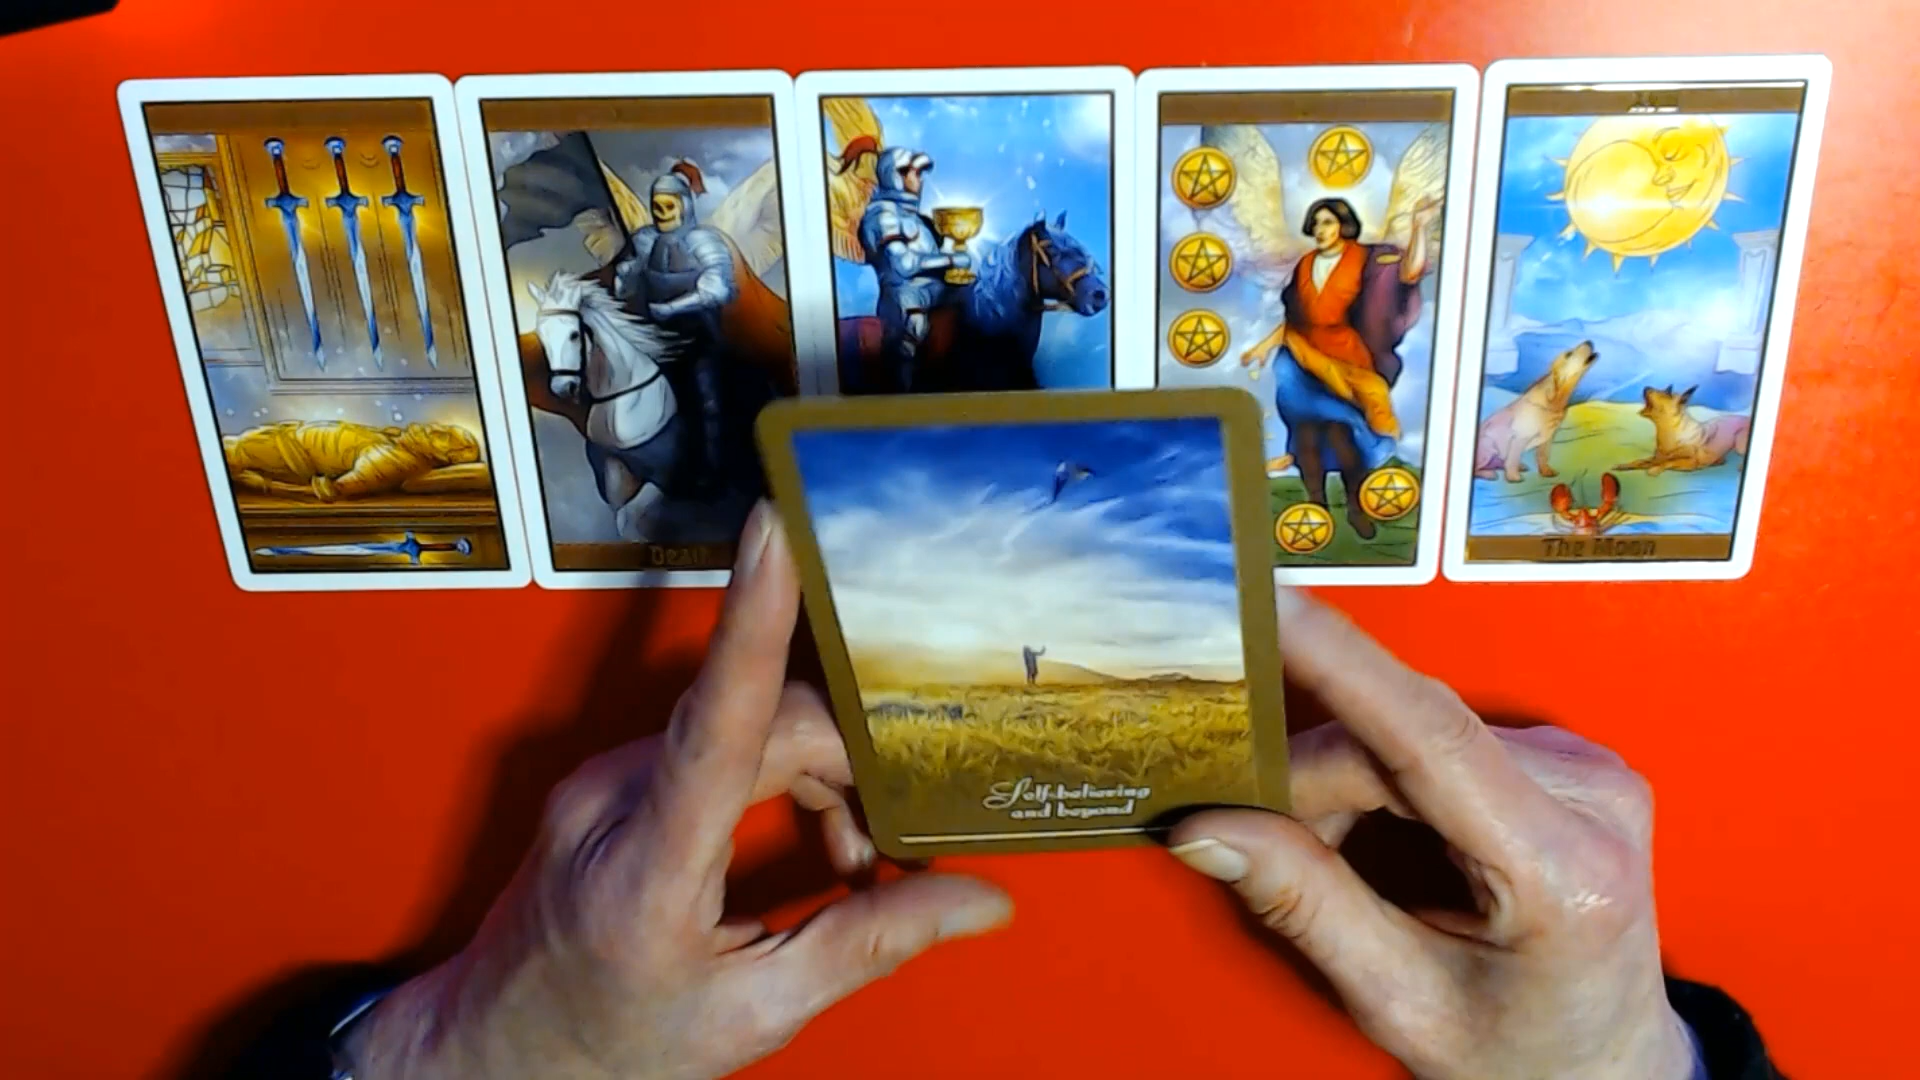 Death
The Moon
Self-believing
and beyond